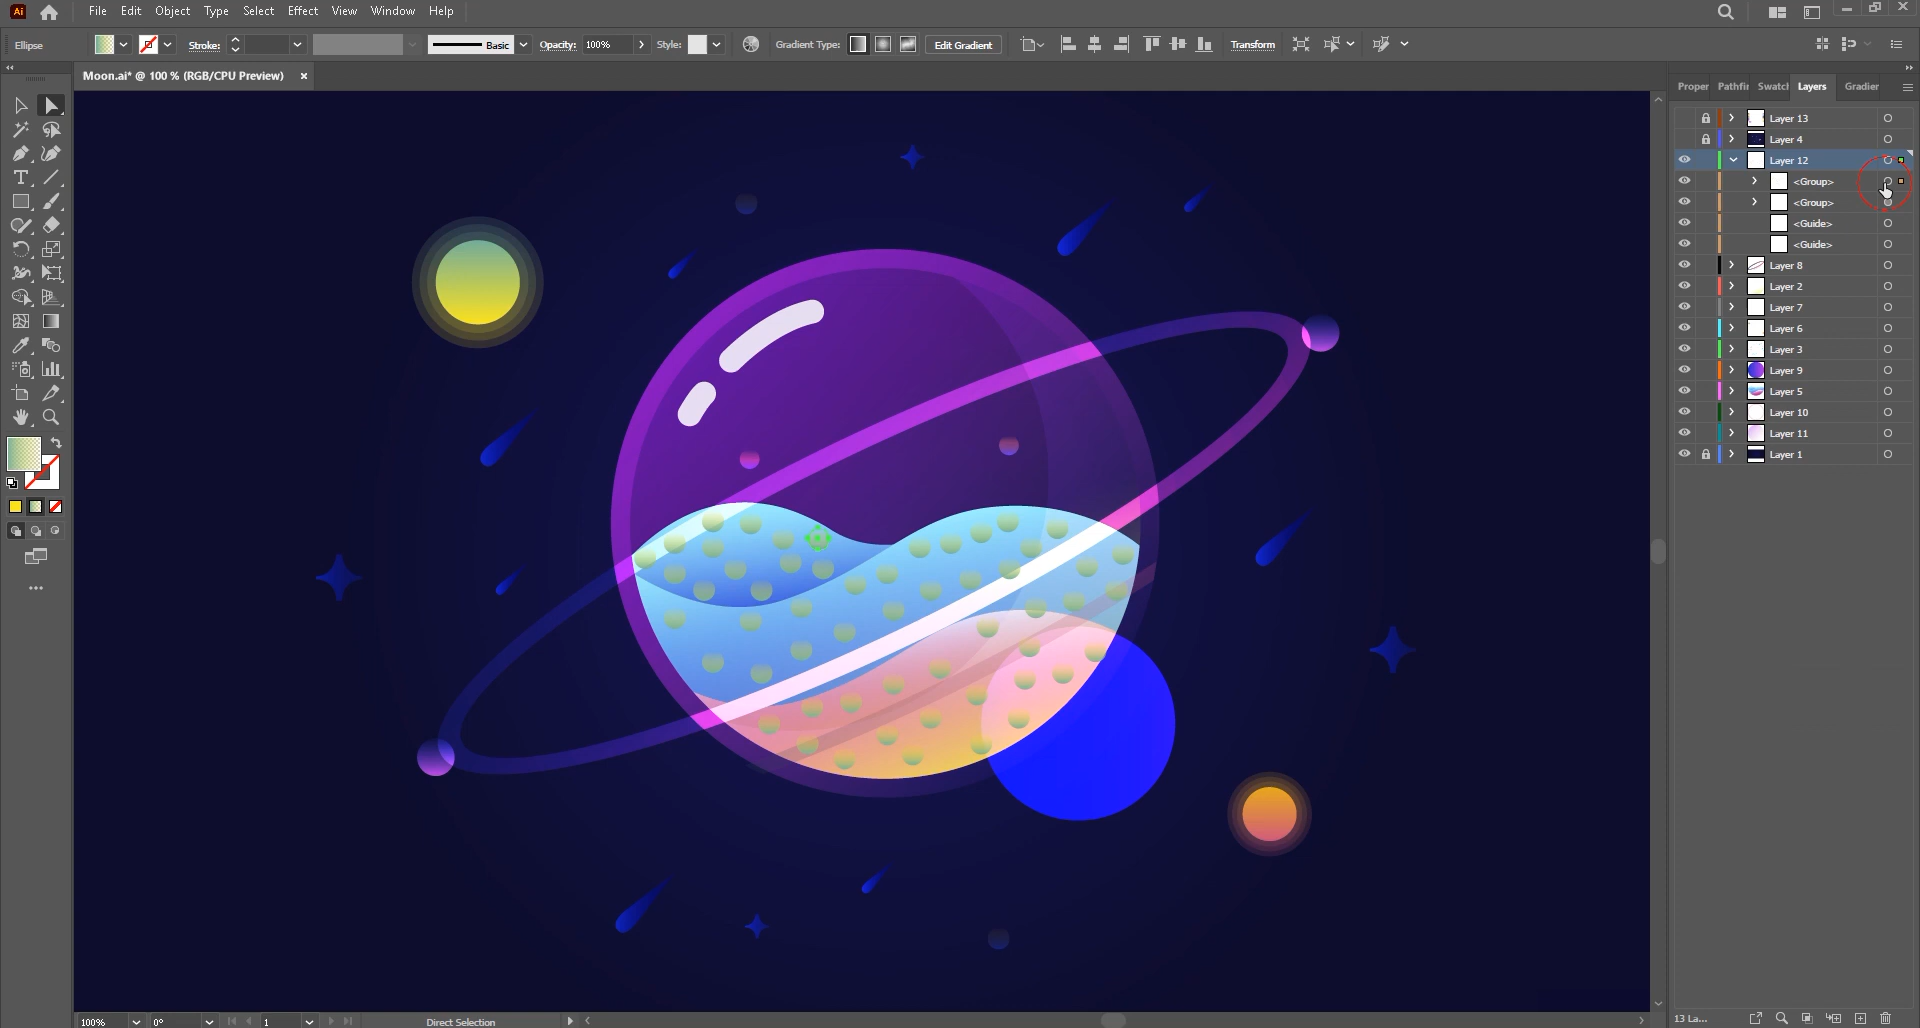 Ai File Edit Object Type Select Effect View Window Help
Ellipse Stroke: Basic Opacity: 100% Style: Gradient Type: Edit Gradient Transform
Moon.ai* @ 100 % (RGB/CPU Preview) ×
Proper Pathfi Swatch Layers Gradien
Layer 13
Layer 4
Layer 12
<Group>
<Group>
<Guide>
<Guide>
Layer 8
Layer 2
Layer 7
Layer 6
Layer 3
Layer 9
Layer 5
Layer 10
Layer 11
Layer 1
100% 0° 1 Direct Selection 13 La...